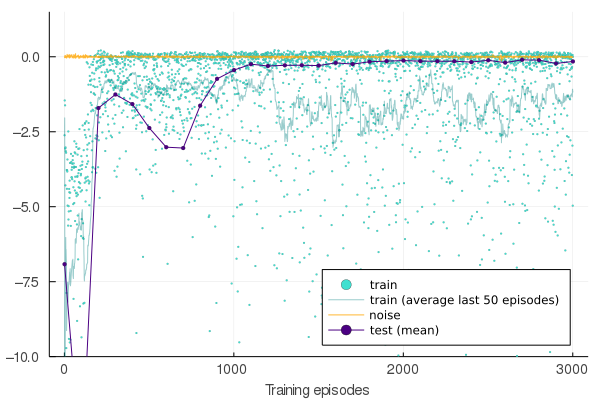 0.0
−2.5
−5.0
−7.5
−10.0
0
1000
2000
3000
Training episodes
train
train (average last 50 episodes)
noise
test (mean)